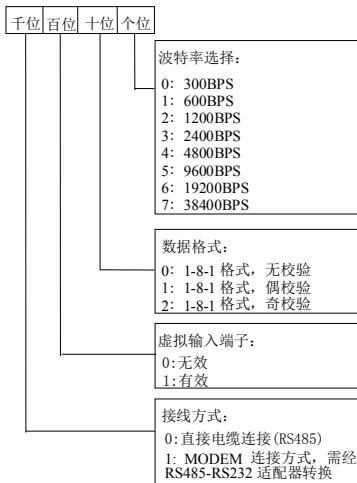 千位 百位 十位 个位
波特率选择：
0: 300BPS
1: 600BPS
2: 1200BPS
3: 2400BPS
4: 4800BPS
5: 9600BPS
6: 19200BPS
7: 38400BPS
数据格式：
0: 1-8-1 格式，无校验
1: 1-8-1 格式，偶校验
2: 1-8-1 格式，奇校验
虚拟输入端子：
0:无效
1:有效
接线方式：
0:直接电缆连接(RS485)
1: MODEM 连接方式，需经
RS485-RS232 适配器转换